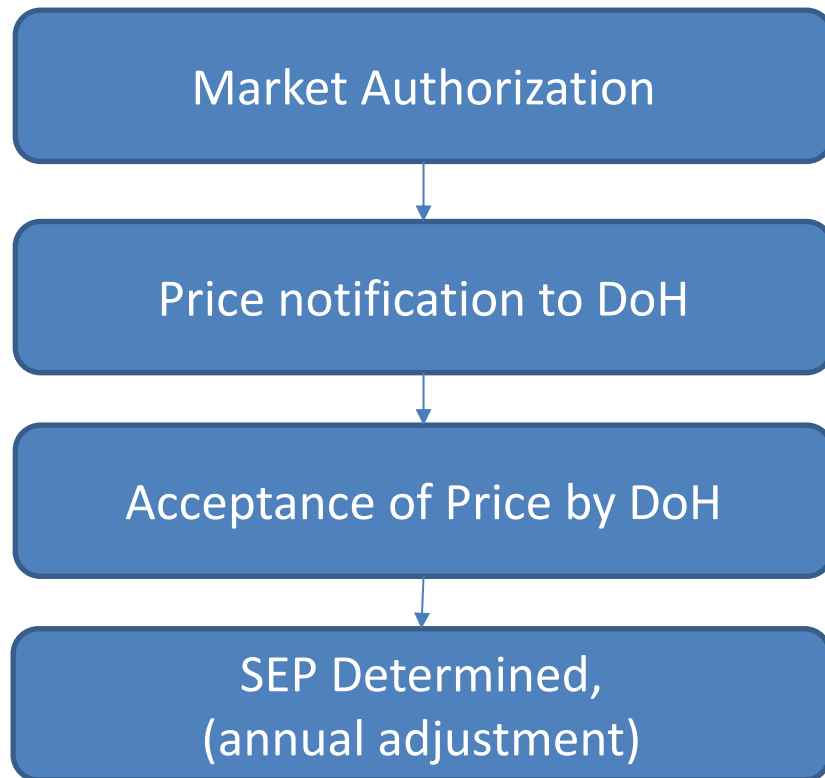 Market Authorization
Price notification to DoH
Acceptance of Price by DoH
SEP Determined,
(annual adjustment)